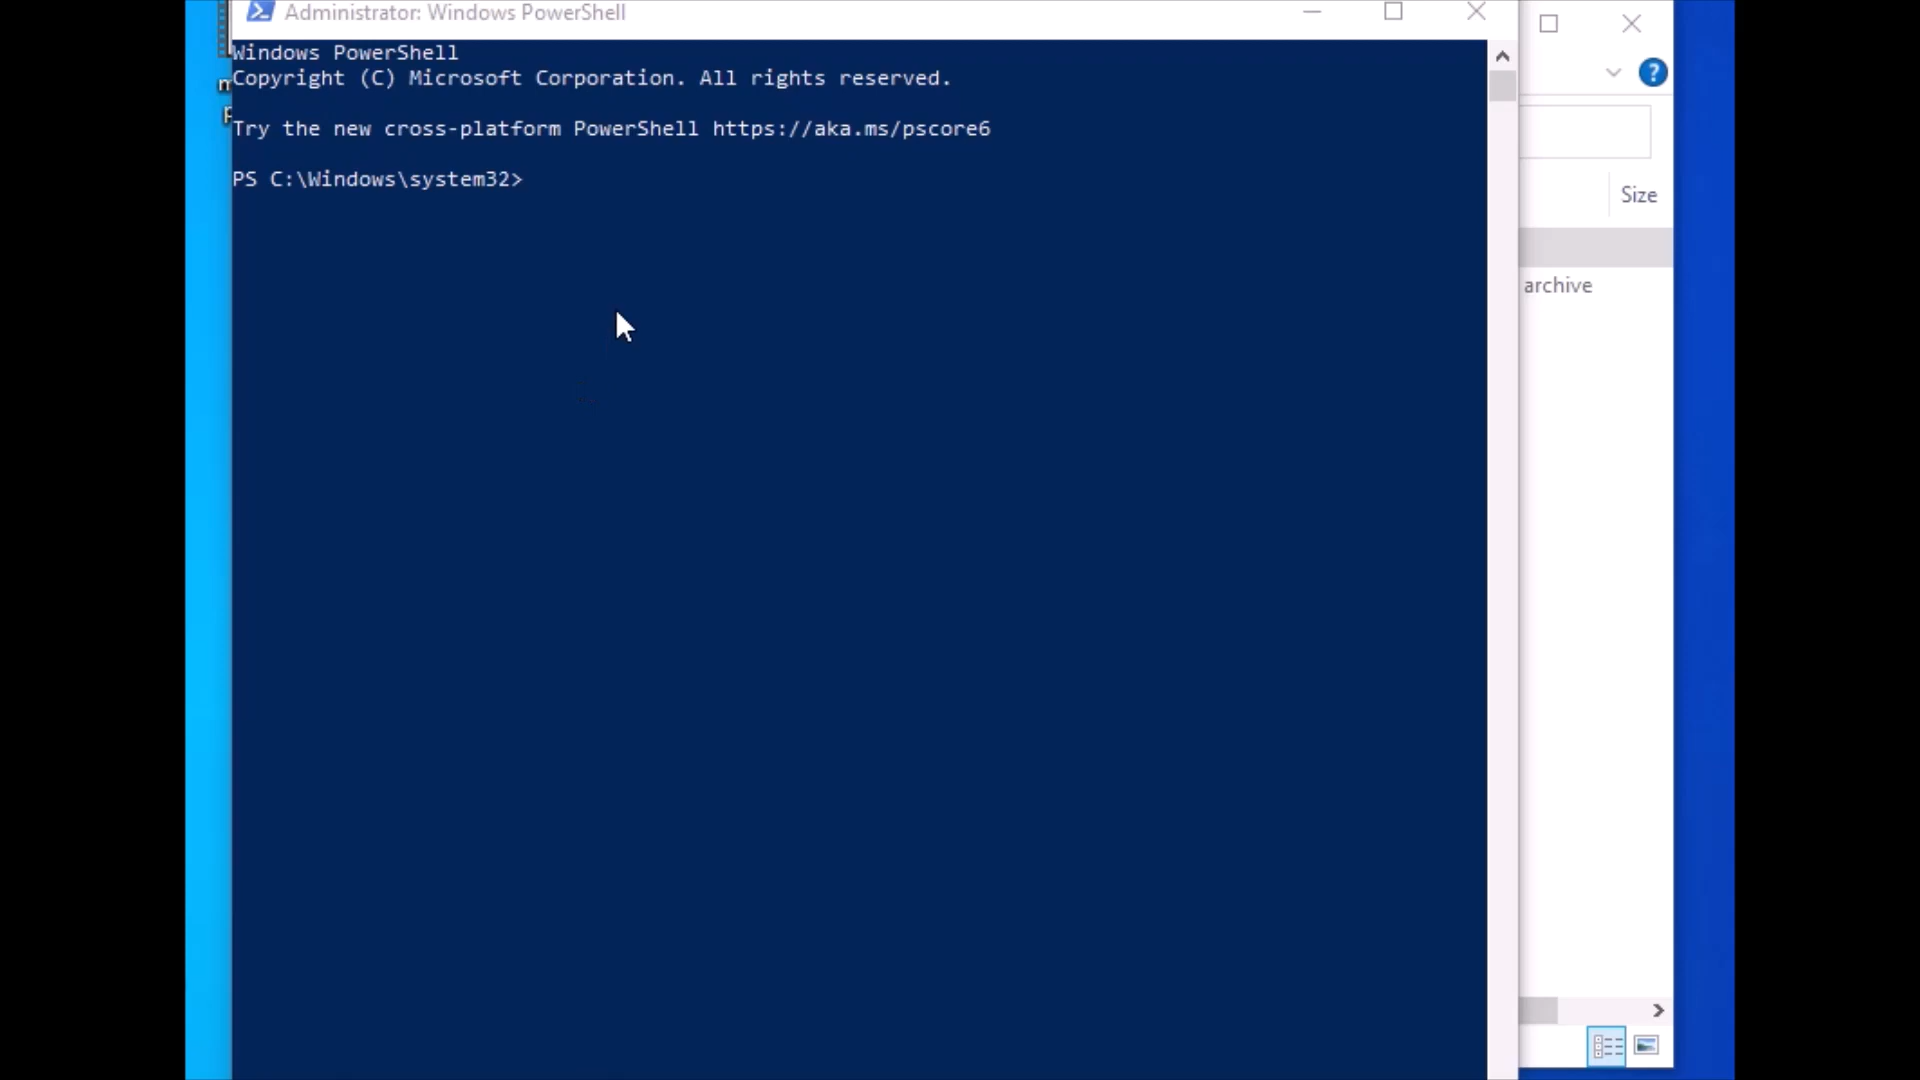 Administrator: Windows PowerShell
Windows PowerShell
Copyright (C) Microsoft Corporation. All rights reserved.
Try the new cross-platform PowerShell https://aka.ms/pscore6
PS C:\Windows\system32>
?
Size
archive